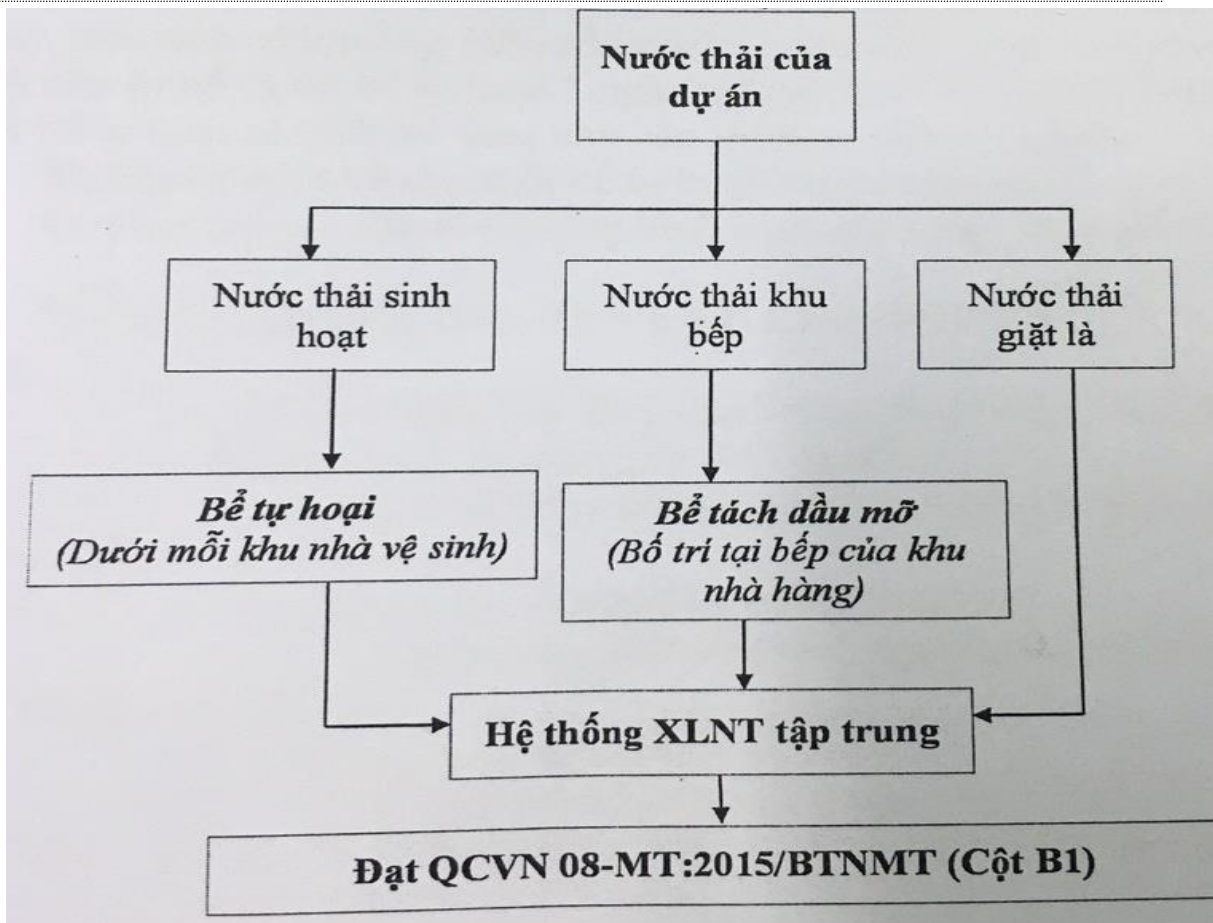 Nước thải của
dự án
Nước thải sinh
hoạt
Nước thải khu
bếp
Nước thải
giặt là
Bể tự hoại
(Dưới mỗi khu nhà vệ sinh)
Bể tách dầu mỡ
(Bố trí tại bếp của khu
nhà hàng)
Hệ thống XLNT tập trung
Đạt QCVN 08-MT:2015/BTNMT (Cột B1)